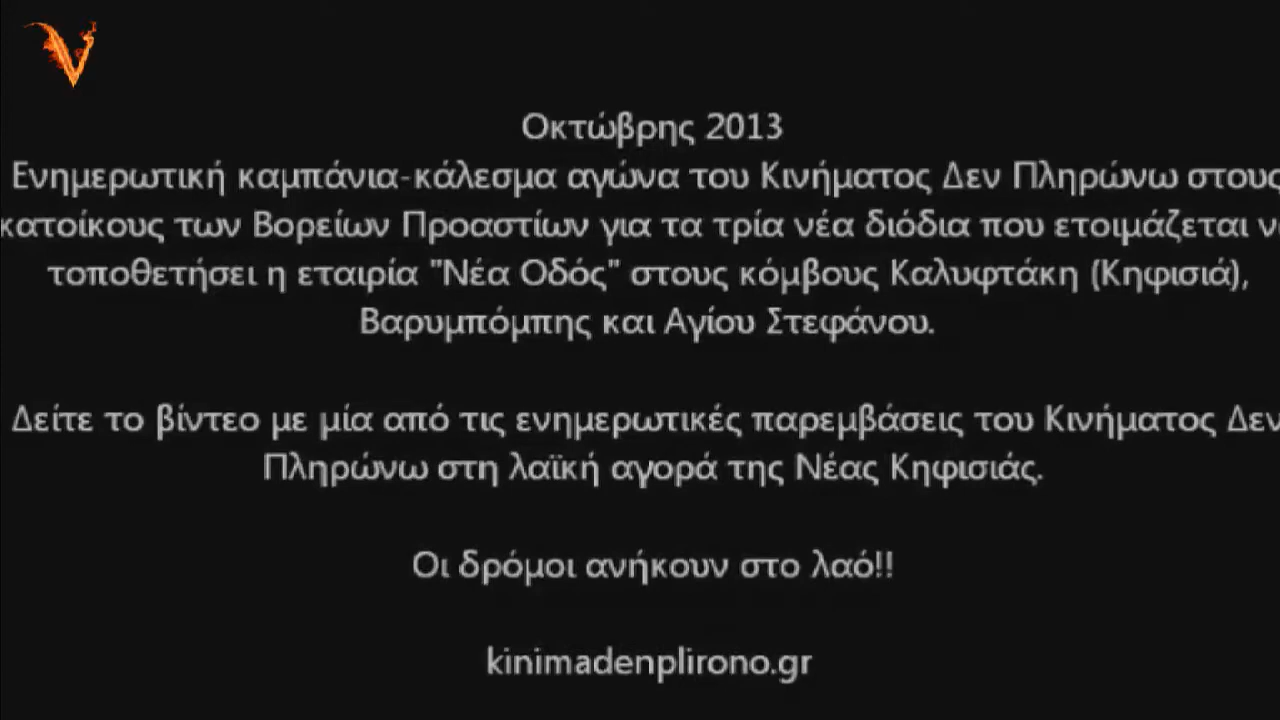 V
Οκτώβρης 2013
Ενημερωτική καμπάνια-κάλεσμα αγώνα του Κινήματος Δεν Πληρώνω στους
κατοίκους των Βορείων Προαστίων για τα τρία νέα διόδια που ετοιμάζεται
τοποθετήσει η εταιρία "Νέα Οδός" στους κόμβους Καλυφτάκη (Κηφισιά),
Βαρυμπόμπης και Αγίου Στεφάνου.
Δείτε το βίντεο με μία από τις ενημερωτικές παρεμβάσεις του Κινήματος Δεν
Πληρώνω στη λαϊκή αγορά της Νέας Κηφισιάς.
Οι δρόμοι ανήκουν στο λαό!!
kinimadenplirono.gr